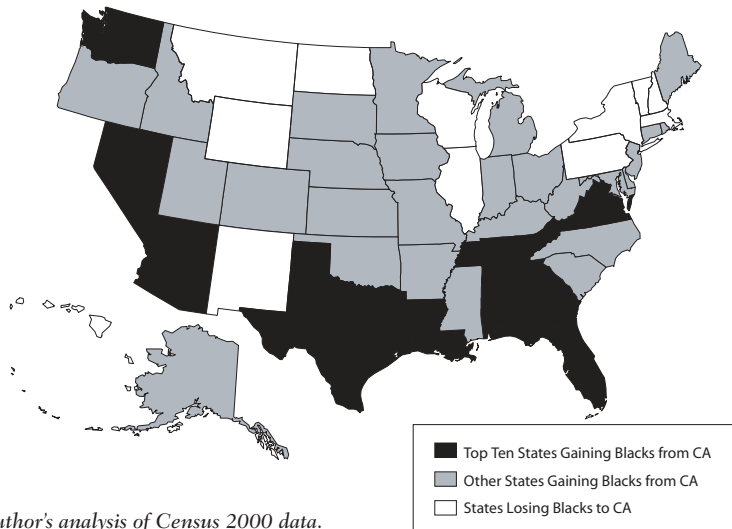 Top Ten States Gaining Blacks from CA
Other States Gaining Blacks from CA
States Losing Blacks to CA
uthor's analysis of Census 2000 data.